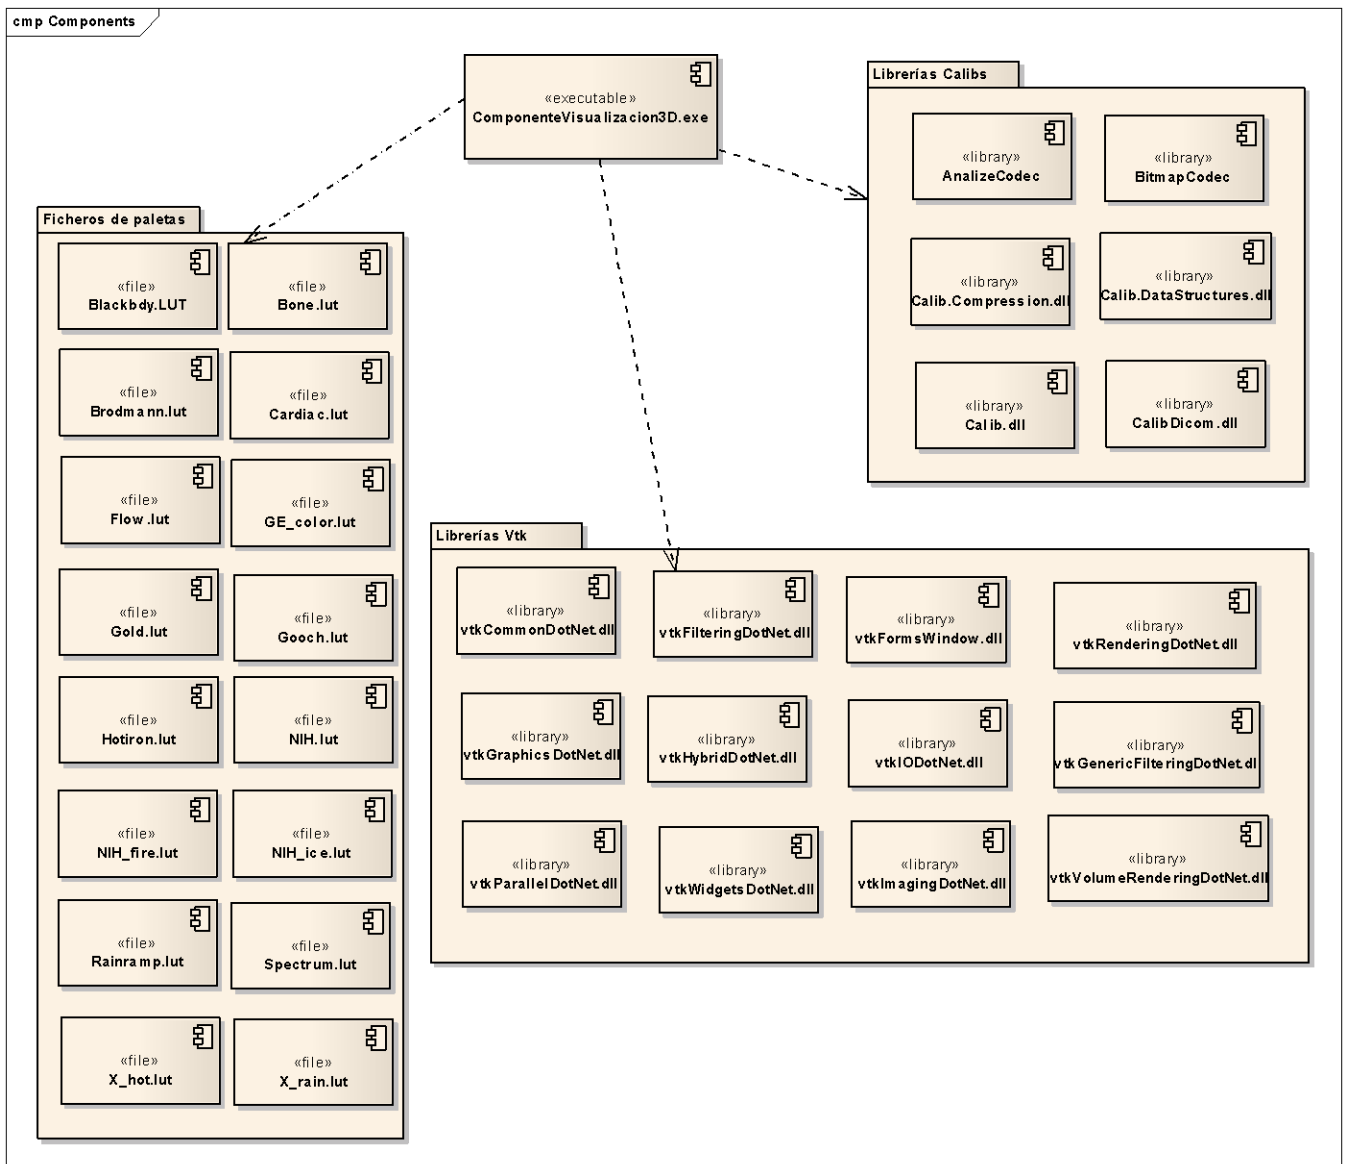 cmp Components
«executable»
ComponenteVisualizacion3D.exe
Librerías Calibs
«library»
AnalizeCodec
«library»
BitmapCodec
«library»
Calib.Compression.dll
«library»
Calib.DataStructures.dll
«library»
Calib.dll
«library»
CalibDicom.dll
Ficheros de paletas
«file»
Blackbdy.LUT
«file»
Bone.lut
«file»
Brodmann.lut
«file»
Cardiac.lut
«file»
Flow.lut
«file»
GE_color.lut
«file»
Gold.lut
«file»
Gooch.lut
«file»
Hotiron.lut
«file»
NIH.lut
«file»
NIH_fire.lut
«file»
NIH_ice.lut
«file»
Rainramp.lut
«file»
Spectrum.lut
«file»
X_hot.lut
«file»
X_rain.lut
Librerías Vtk
«library»
vtkCommonDotNet.dll
«library»
vtkFilteringDotNet.dll
«library»
vtkFormsWindow.dll
«library»
vtkRenderingDotNet.dll
«library»
vtkGraphicsDotNet.dll
«library»
vtkHybridDotNet.dll
«library»
vtkIODotNet.dll
«library»
vtkGenericFilteringDotNet.dl
«library»
vtkParallelDotNet.dll
«library»
vtkWidgetsDotNet.dll
«library»
vtkImagingDotNet.dll
«library»
vtkVolumeRenderingDotNet.dll